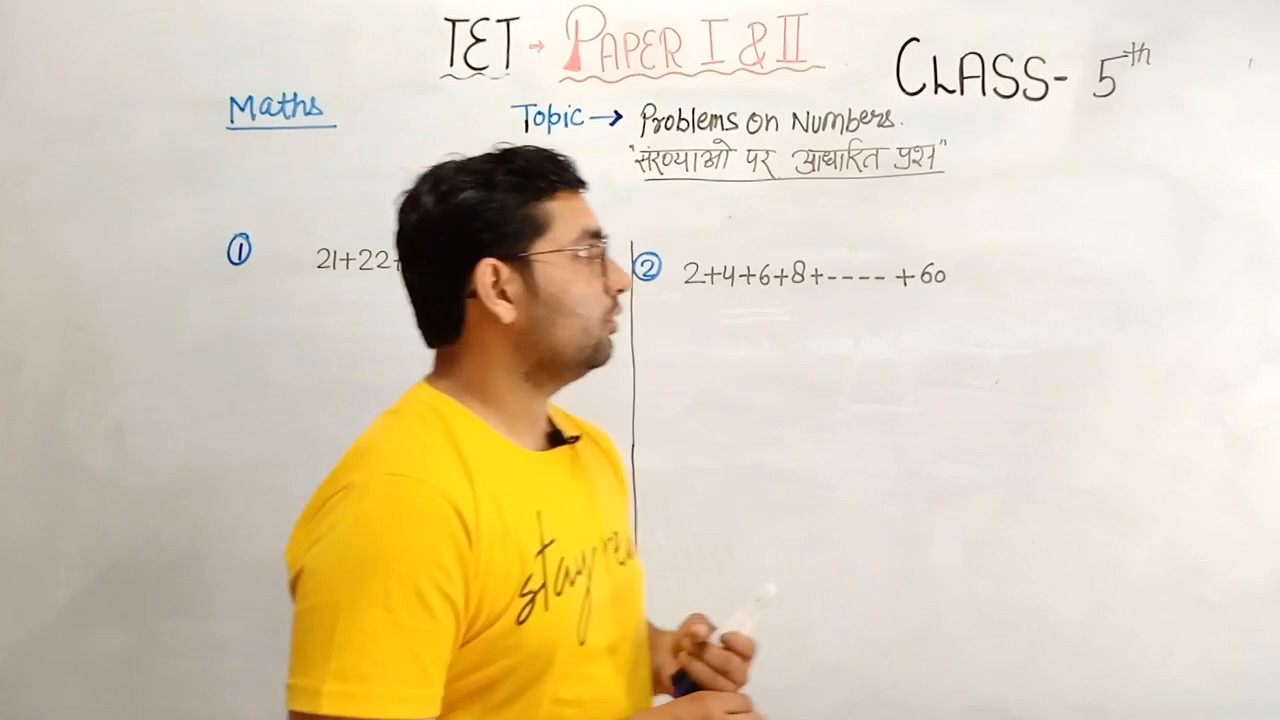 TET → PAPER I & II
CLASS- 5th
Maths
Topic → Problems on Numbers.
"संख्याओ पर आधारित प्रश्न"
① 21+22+
② 2+4+6+8+---- +60
stay